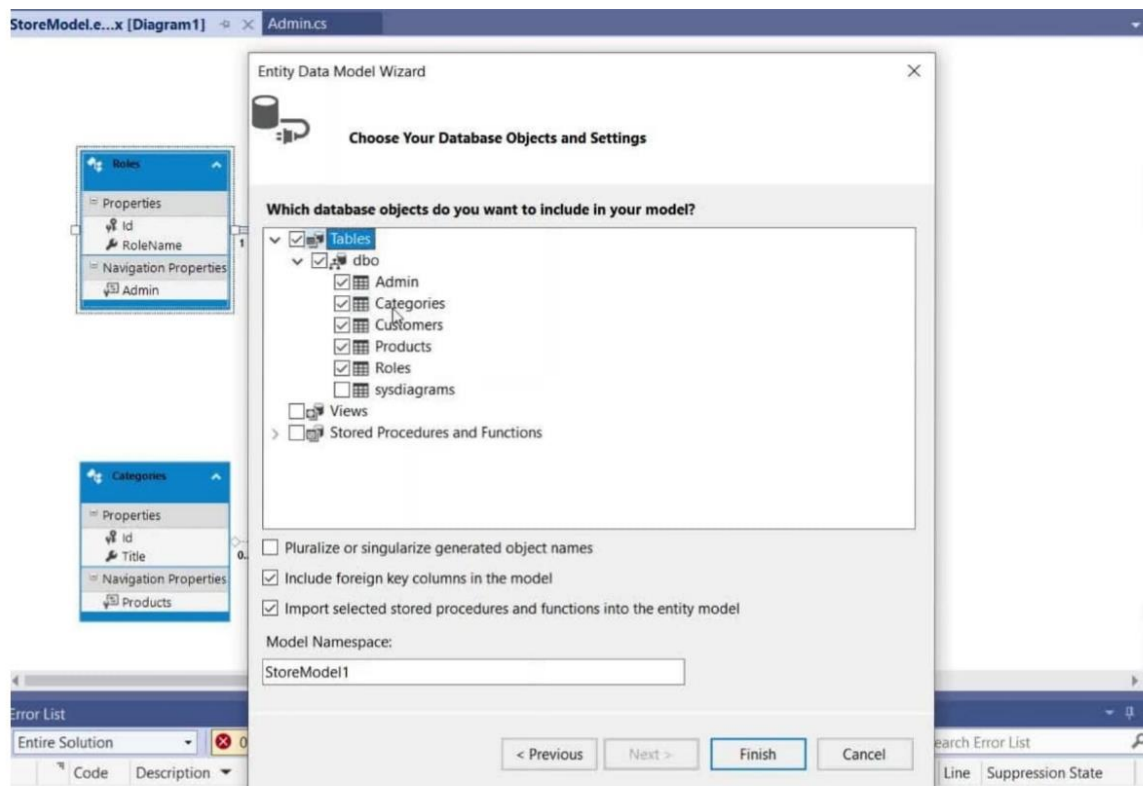 StoreModel.e...x [Diagram1]
Admin.cs
Entity Data Model Wizard
Choose Your Database Objects and Settings
Roles
Properties
Id
RoleName
1
Navigation Properties
Admin
Which database objects do you want to include in your model?
Tables
dbo
Admin
Categories
Customers
Products
Roles
sysdiagrams
Views
Stored Procedures and Functions
Categories
Properties
Id
Title
0..
Navigation Properties
Products
Pluralize or singularize generated object names
Include foreign key columns in the model
Import selected stored procedures and functions into the entity model
Model Namespace:
StoreModel1
< Previous
Next >
Finish
Cancel
Error List
Entire Solution
0
earch Error List
Code
Description
Line
Suppression State